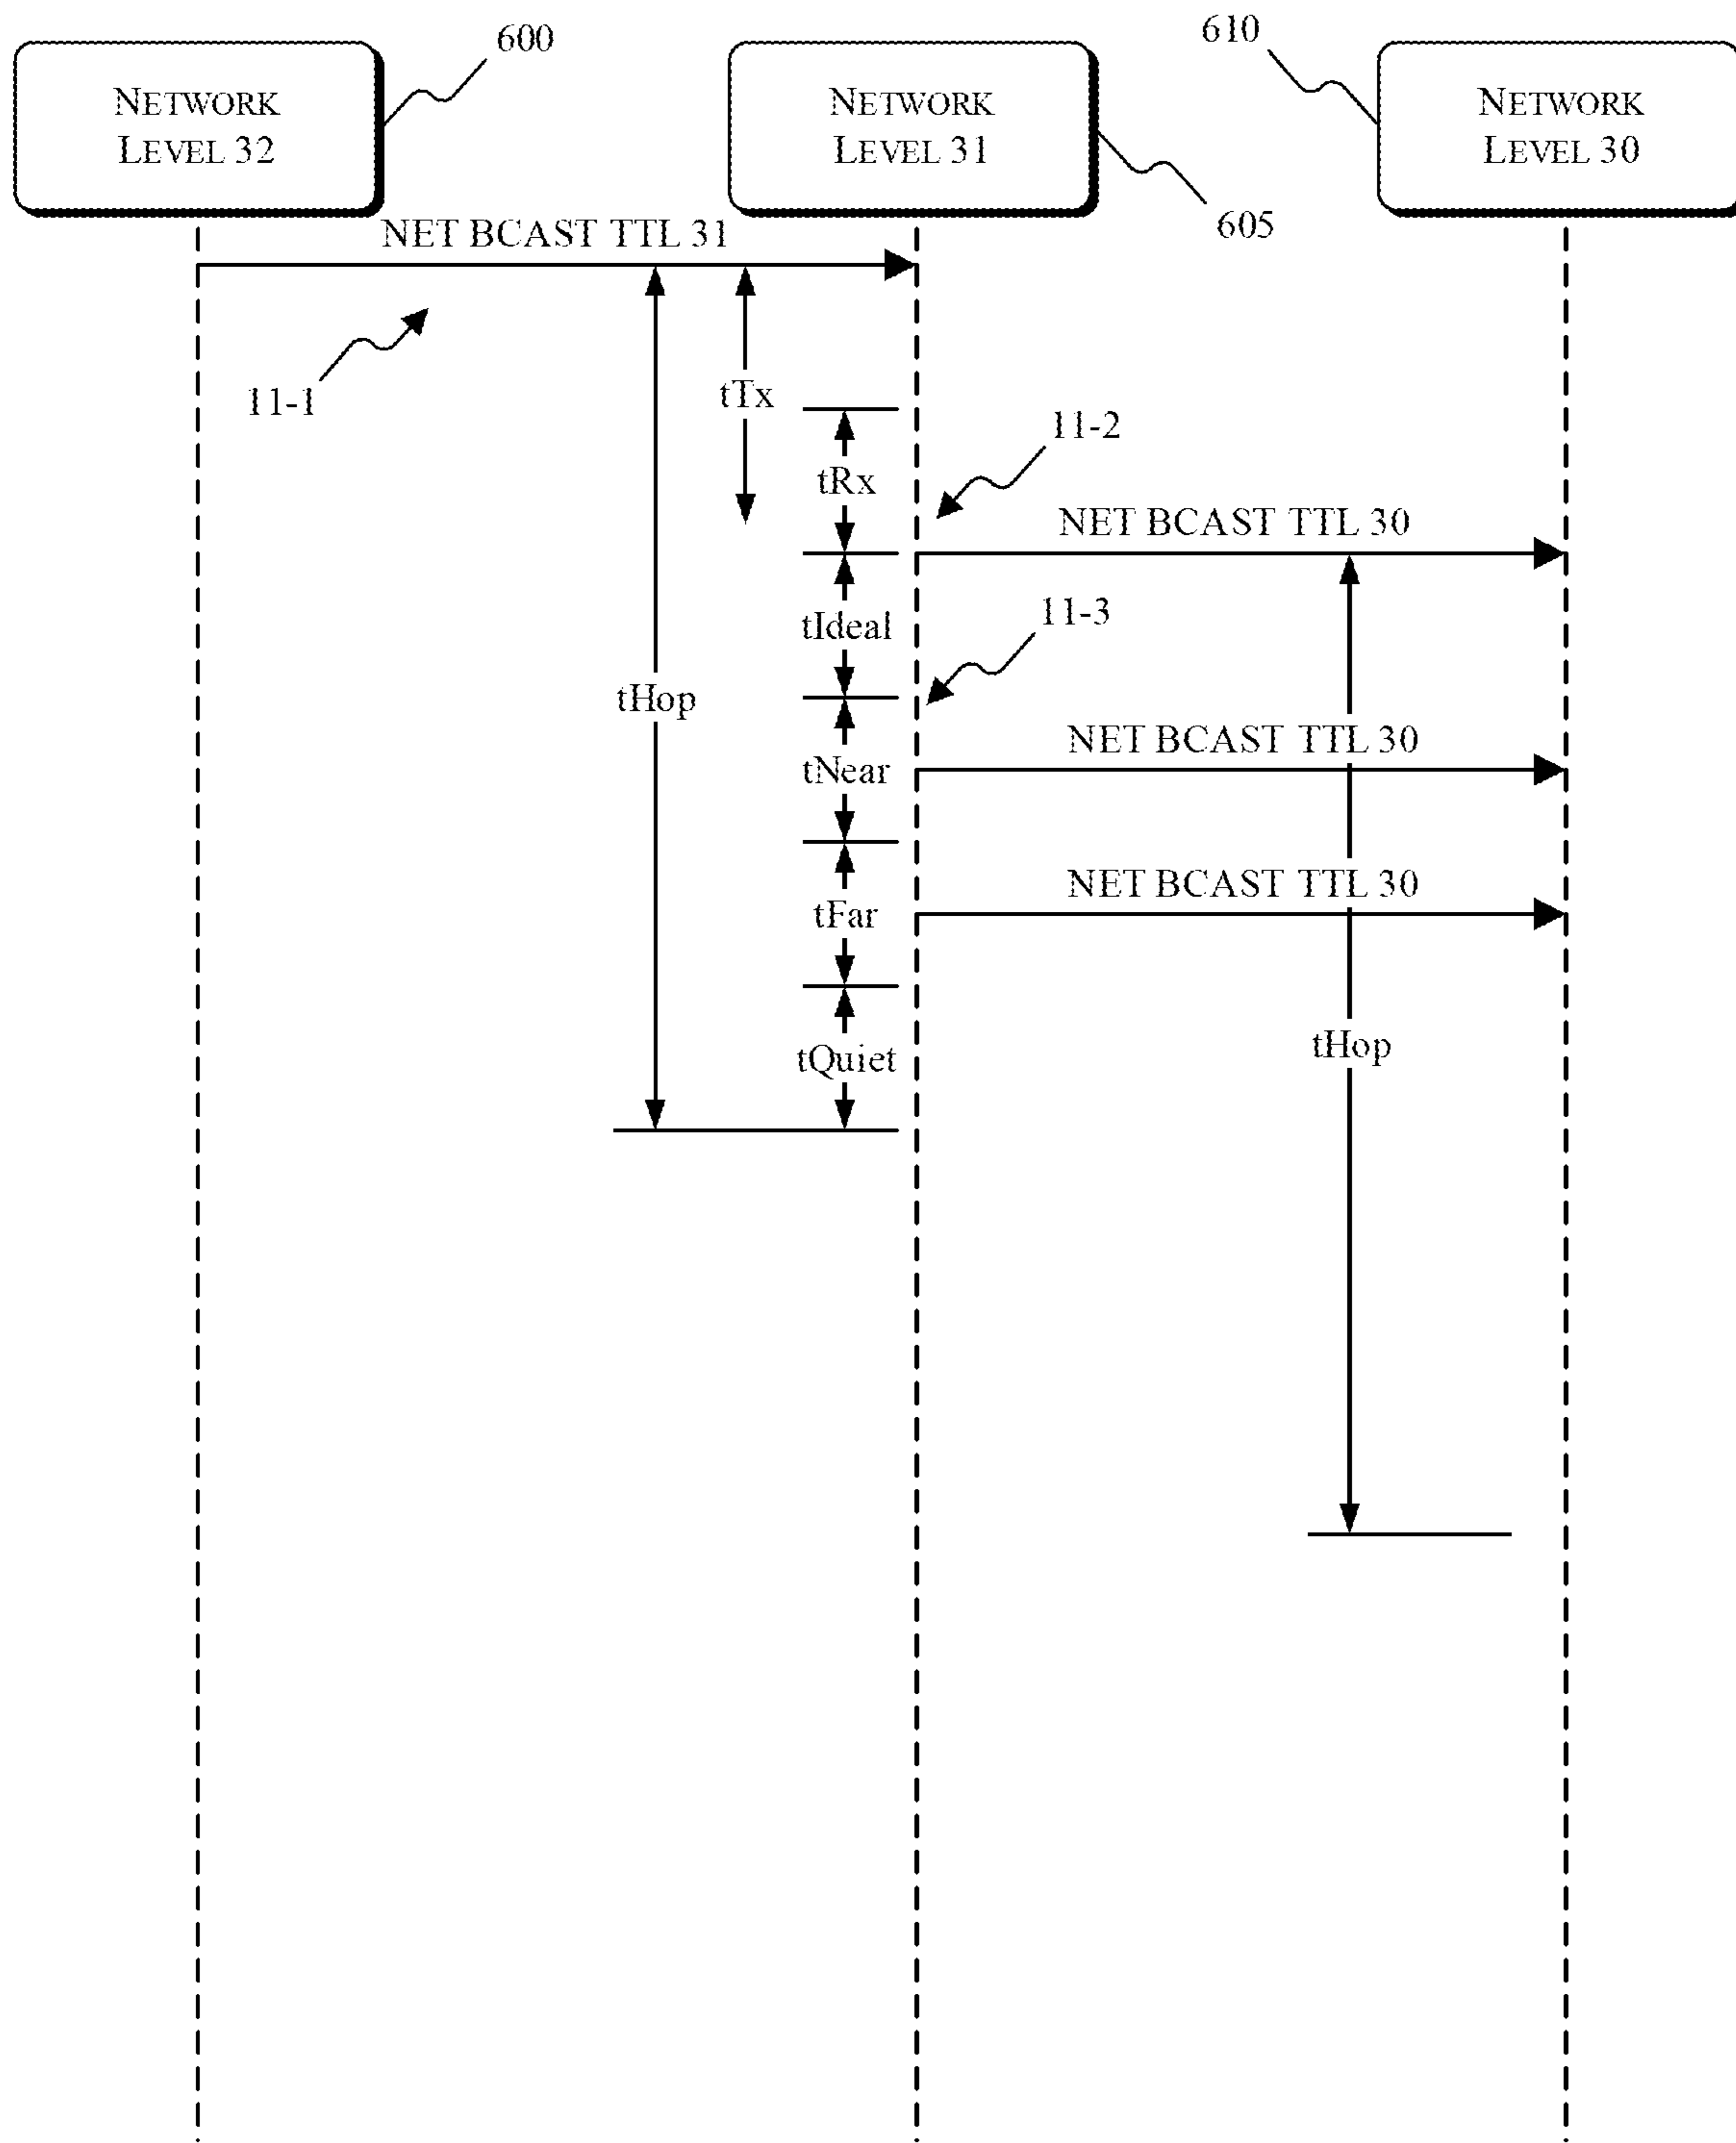 600
610
NETWORK
LEVEL 32
NETWORK
LEVEL 31
NETWORK
LEVEL 30
605
NET BCAST TTL 31
11-1
tTx
11-2
tRx
NET BCAST TTL 30
11-3
tIdeal
tHop
NET BCAST TTL 30
tNear
NET BCAST TTL 30
tFar
tHop
tQuiet